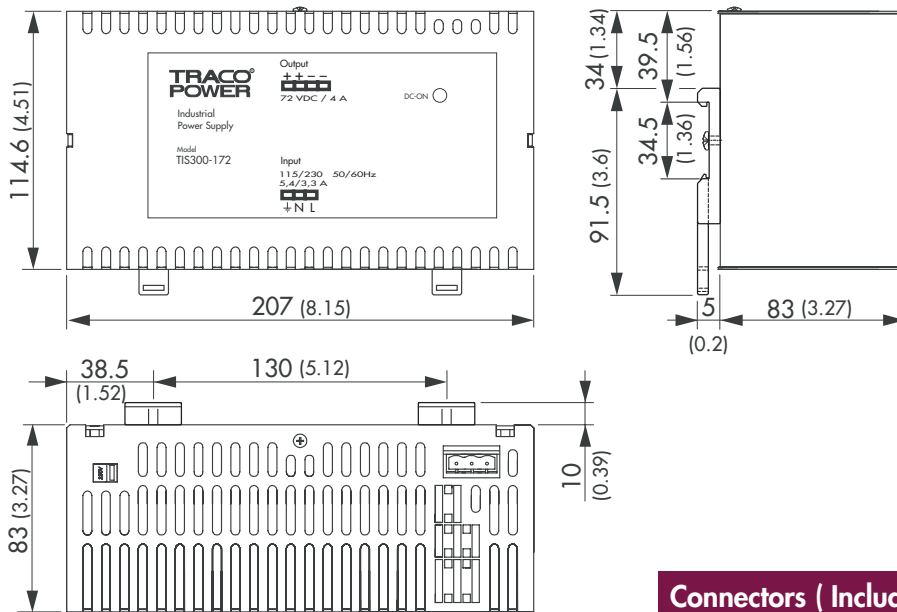 TRACO®
POWER
Industrial
Power Supply
Model
TIS300-172
Output
++--
72 VDC / 4 A
DC-ON
Input
115/230 50/60Hz
5,4/3,3 A
⏚ N L
114.6 (4.51)
207 (8.15)
34 (1.34)
39.5
(1.56)
34.5
(1.36)
91.5 (3.6)
5
(0.2)
83 (3.27)
38.5
(1.52)
130 (5.12)
10
(0.39)
83 (3.27)
Connectors ( Includ